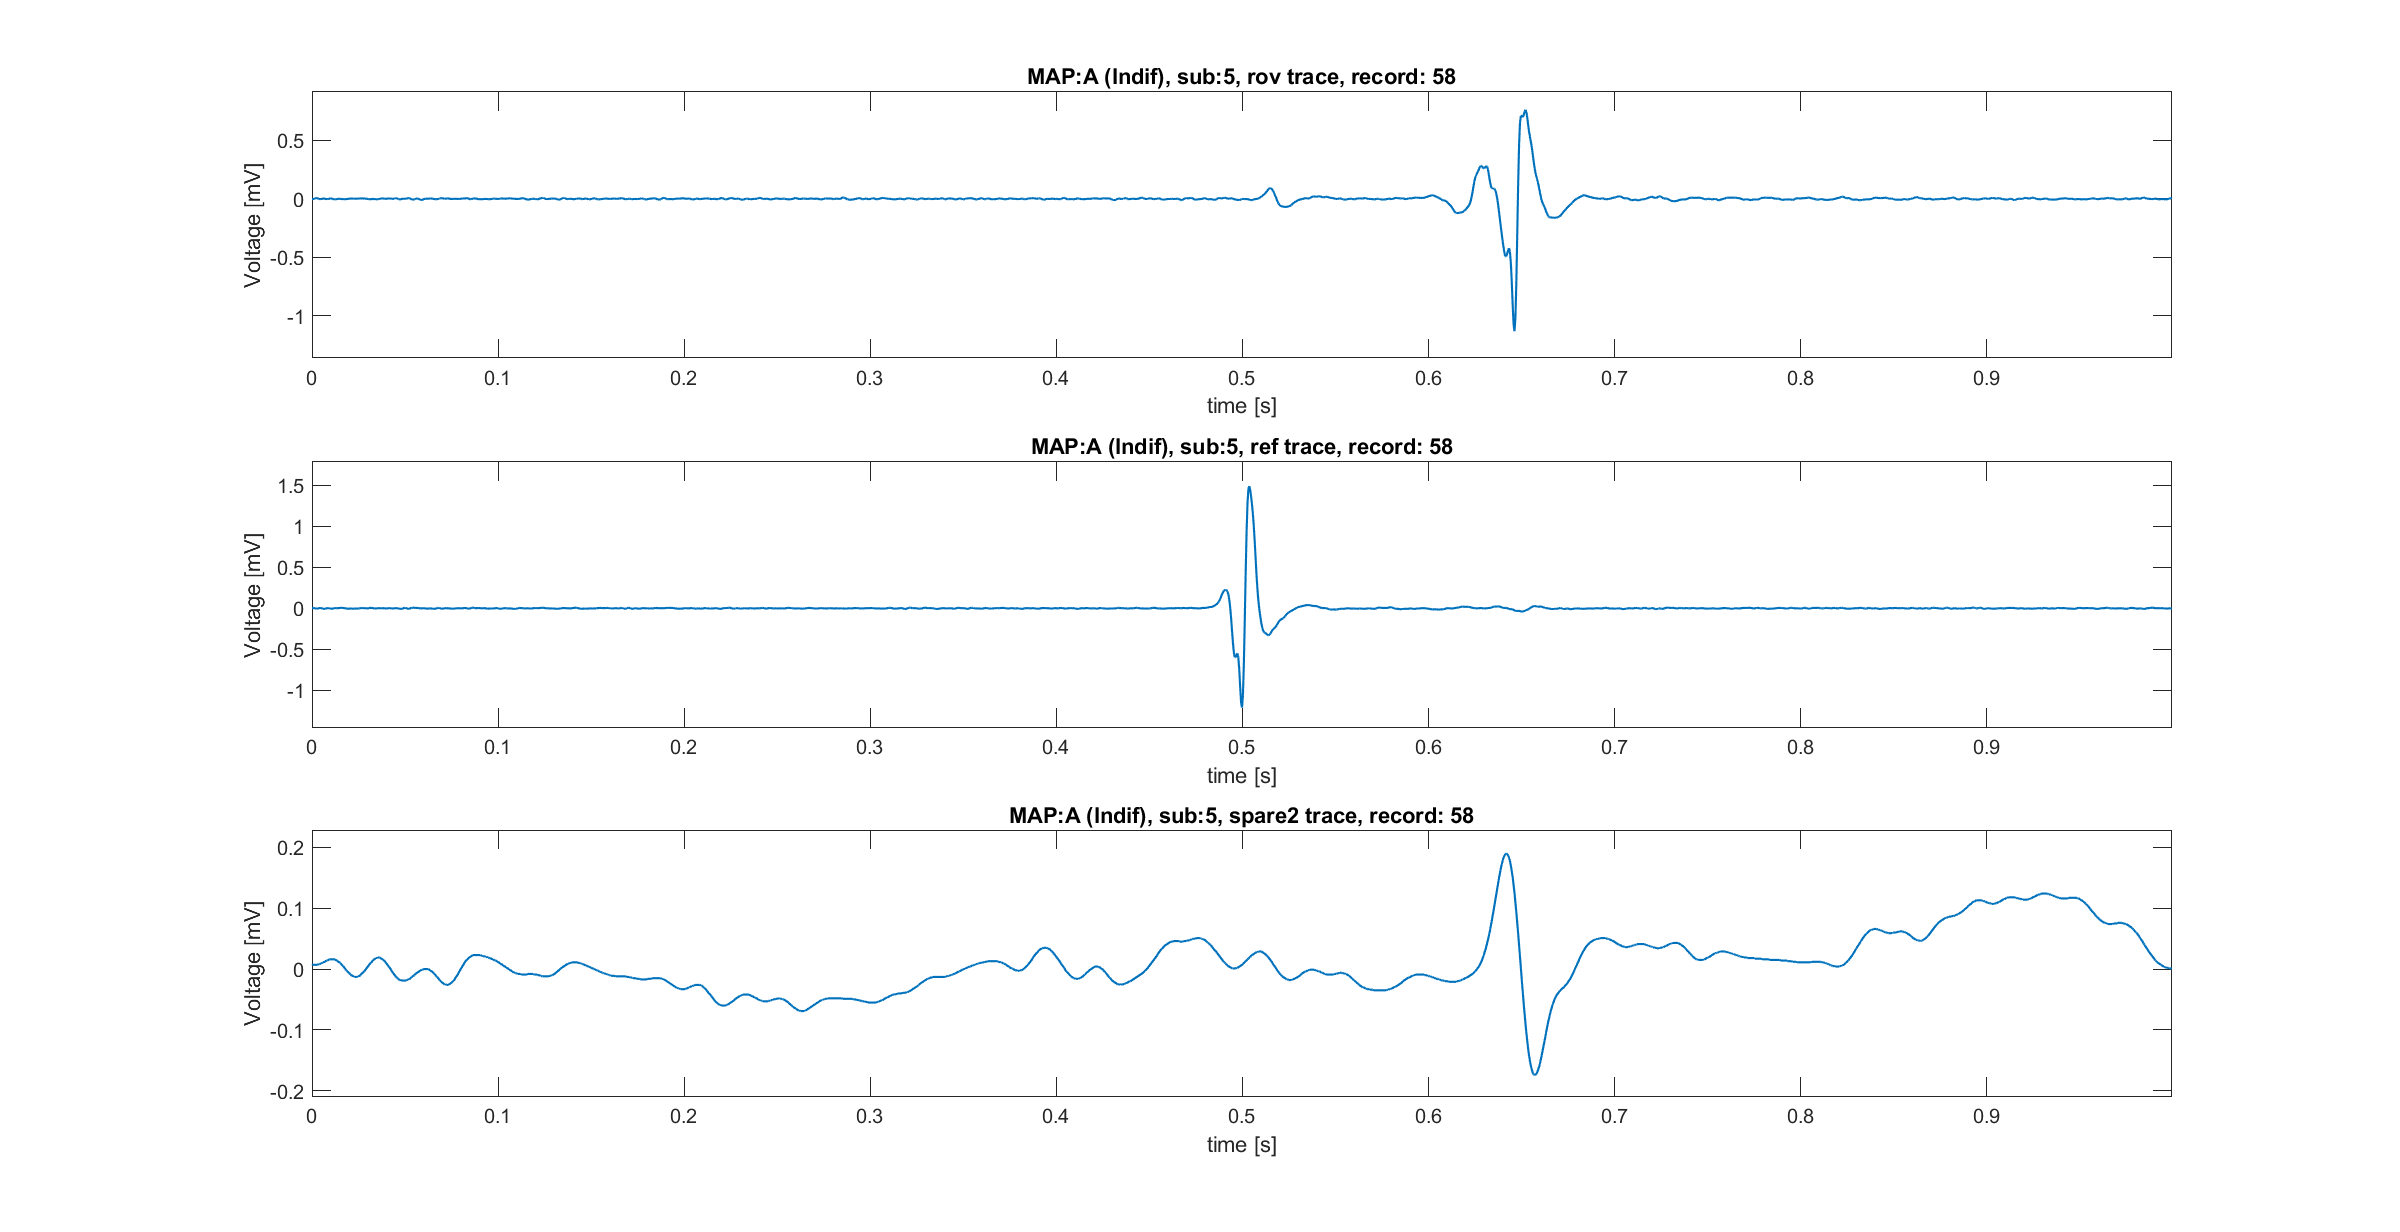 MAP:A (Indif), sub:5, rov trace, record: 58
Voltage [mV]
0.5
0
-0.5
-1
0 0.1 0.2 0.3 0.4 0.5 0.6 0.7 0.8 0.9
time [s]
MAP:A (Indif), sub:5, ref trace, record: 58
Voltage [mV]
1.5
1
0.5
0
-0.5
-1
0 0.1 0.2 0.3 0.4 0.5 0.6 0.7 0.8 0.9
time [s]
MAP:A (Indif), sub:5, spare2 trace, record: 58
Voltage [mV]
0.2
0.1
0
-0.1
-0.2
0 0.1 0.2 0.3 0.4 0.5 0.6 0.7 0.8 0.9
time [s]